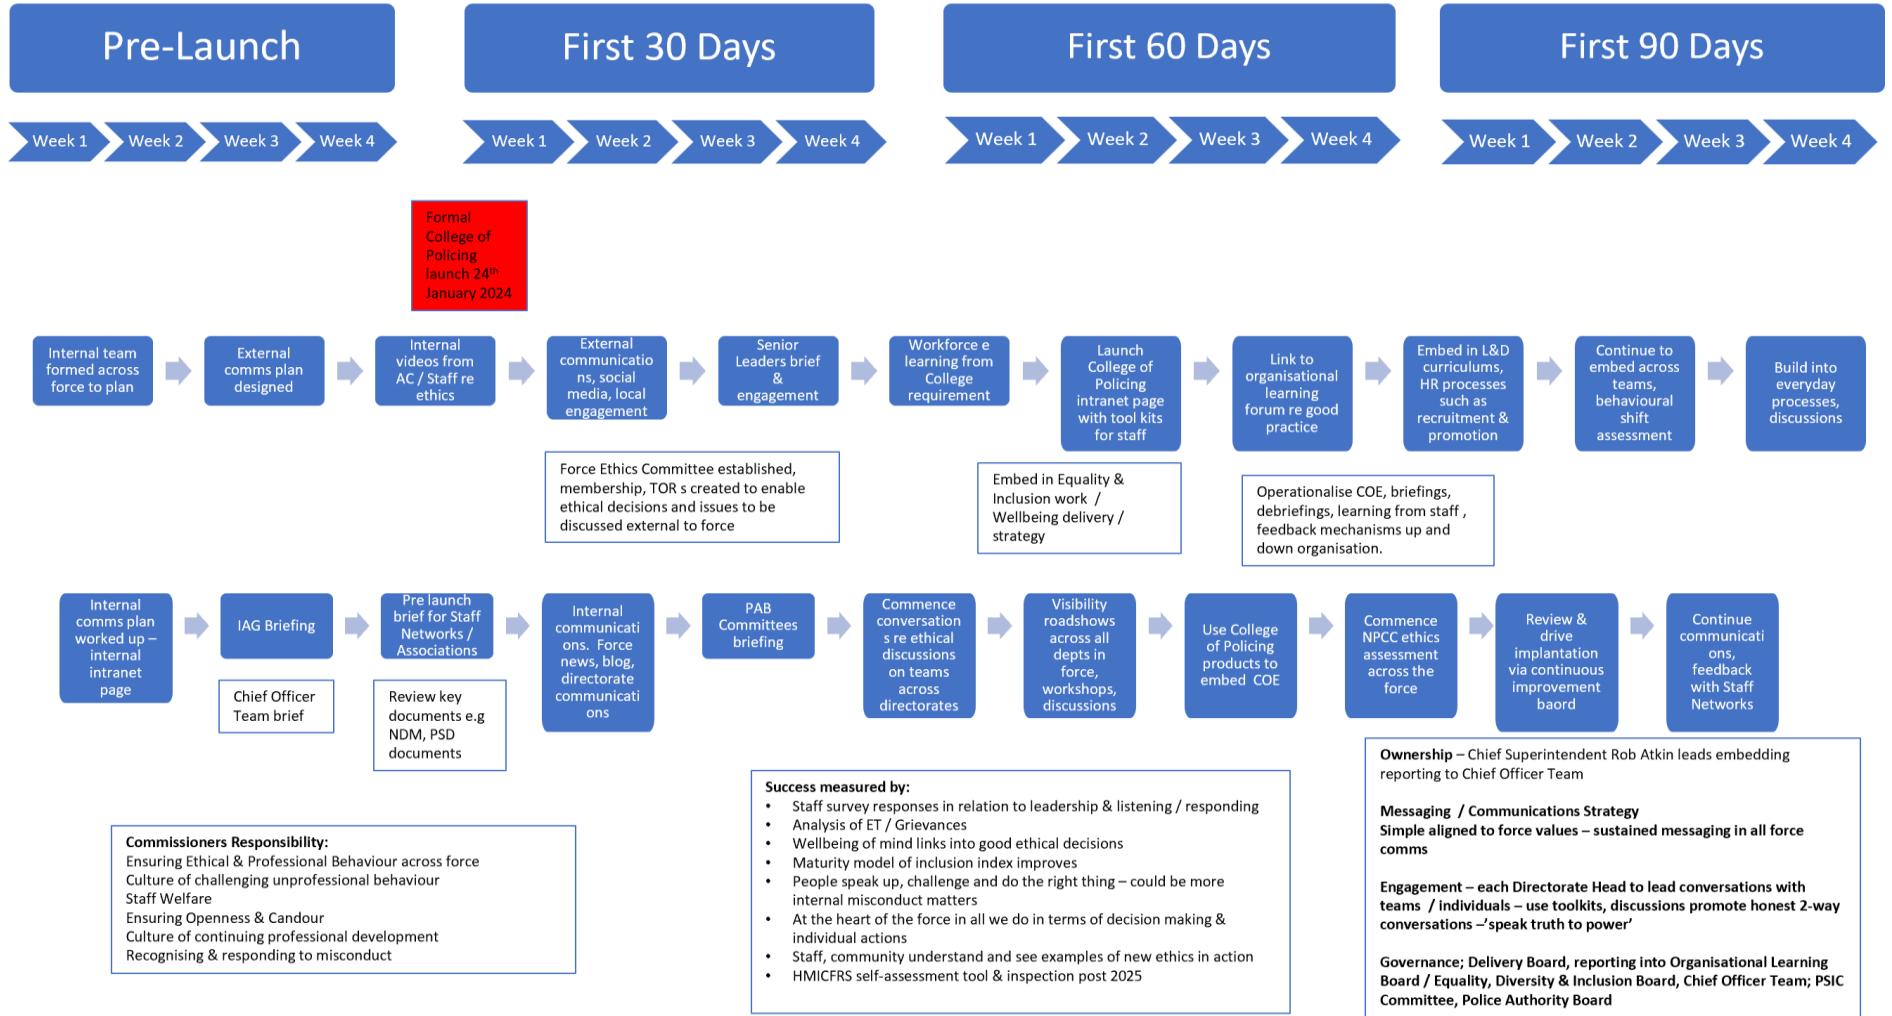 Pre-Launch
First 30 Days
First 60 Days
First 90 Days
Week 1
Week 2
Week 3
Week 4
Week 1
Week 2
Week 3
Week 4
Week 1
Week 2
Week 3
Week 4
Week 1
Week 2
Week 3
Week 4
Formal
College of
Policing
launch 24th
January 2024
Internal team
formed across
force to plan
External
comms plan
designed
Internal
videos from
AC / Staff re
ethics
External
communicatio
ns, social
media, local
engagement
Senior
Leaders brief
&
engagement
Workforce e
learning from
College
requirement
Launch
College of
Policing
intranet page
with tool kits
for staff
Link to
organisational
learning
forum re good
practice
Embed in L&D
curriculums,
HR processes
such as
recruitment &
promotion
Continue to
embed across
teams,
behavioural
shift
assessment
Build into
everyday
processes,
discussions
Force Ethics Committee established,
membership, TOR s created to enable
ethical decisions and issues to be
discussed external to force
Embed in Equality &
Inclusion work  /
Wellbeing delivery /
strategy
Operationalise COE, briefings,
debriefings, learning from staff ,
feedback mechanisms up and
down organisation.
Internal
comms plan
worked up –
internal
intranet
page
IAG Briefing
Pre launch
brief for Staff
Networks /
Associations
Internal
communicati
ons.  Force
news, blog,
directorate
communicati
ons
PAB
Committees
briefing
Commence
conversation
s re ethical
discussions
on teams
across
directorates
Visibility
roadshows
across all
depts in
force,
workshops,
discussions
Use College
of Policing
products to
embed  COE
Commence
NPCC ethics
assessment
across the
force
Review &
drive
implantation
via continuous
improvement
baord
Continue
communicati
ons,
feedback
with Staff
Networks
Chief Officer
Team brief
Review key
documents e.g
NDM, PSD
documents
Commissioners Responsibility:
Ensuring Ethical & Professional Behaviour across force
Culture of challenging unprofessional behaviour
Staff Welfare
Ensuring Openness & Candour
Culture of continuing professional development
Recognising & responding to misconduct
Success measured by:
• Staff survey responses in relation to leadership & listening / responding
• Analysis of ET / Grievances
• Wellbeing of mind links into good ethical decisions
• Maturity model of inclusion index improves
• People speak up, challenge and do the right thing – could be more
internal misconduct matters
• At the heart of the force in all we do in terms of decision making &
individual actions
• Staff, community understand and see examples of new ethics in action
• HMICFRS self-assessment tool & inspection post 2025
Ownership – Chief Superintendent Rob Atkin leads embedding
reporting to Chief Officer Team
Messaging  / Communications Strategy
Simple aligned to force values – sustained messaging in all force
comms
Engagement – each Directorate Head to lead conversations with
teams  / individuals – use toolkits, discussions promote honest 2-way
conversations –'speak truth to power'
Governance; Delivery Board, reporting into Organisational Learning
Board / Equality, Diversity & Inclusion Board, Chief Officer Team; PSIC
Committee, Police Authority Board